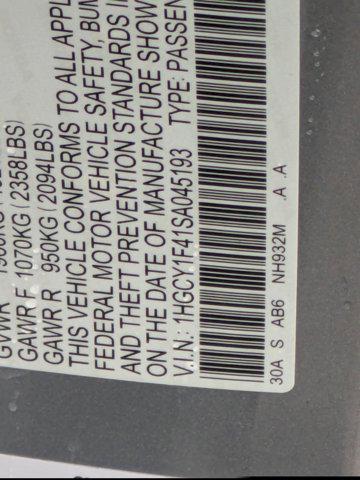 GVWR
GAWR F 1070KG (2358LBS)
GAWR R 950KG (2094LBS)
THIS VEHICLE CONFORMS TO ALL APPL
FEDERAL MOTOR VEHICLE SAFETY, BUM
AND THEFT PREVENTION STANDARDS I
ON THE DATE OF MANUFACTURE SHOW
V.I.N.: 1HGCY1F41SA045193 TYPE: PASSEN
30A S AB6 NH932M .A .A